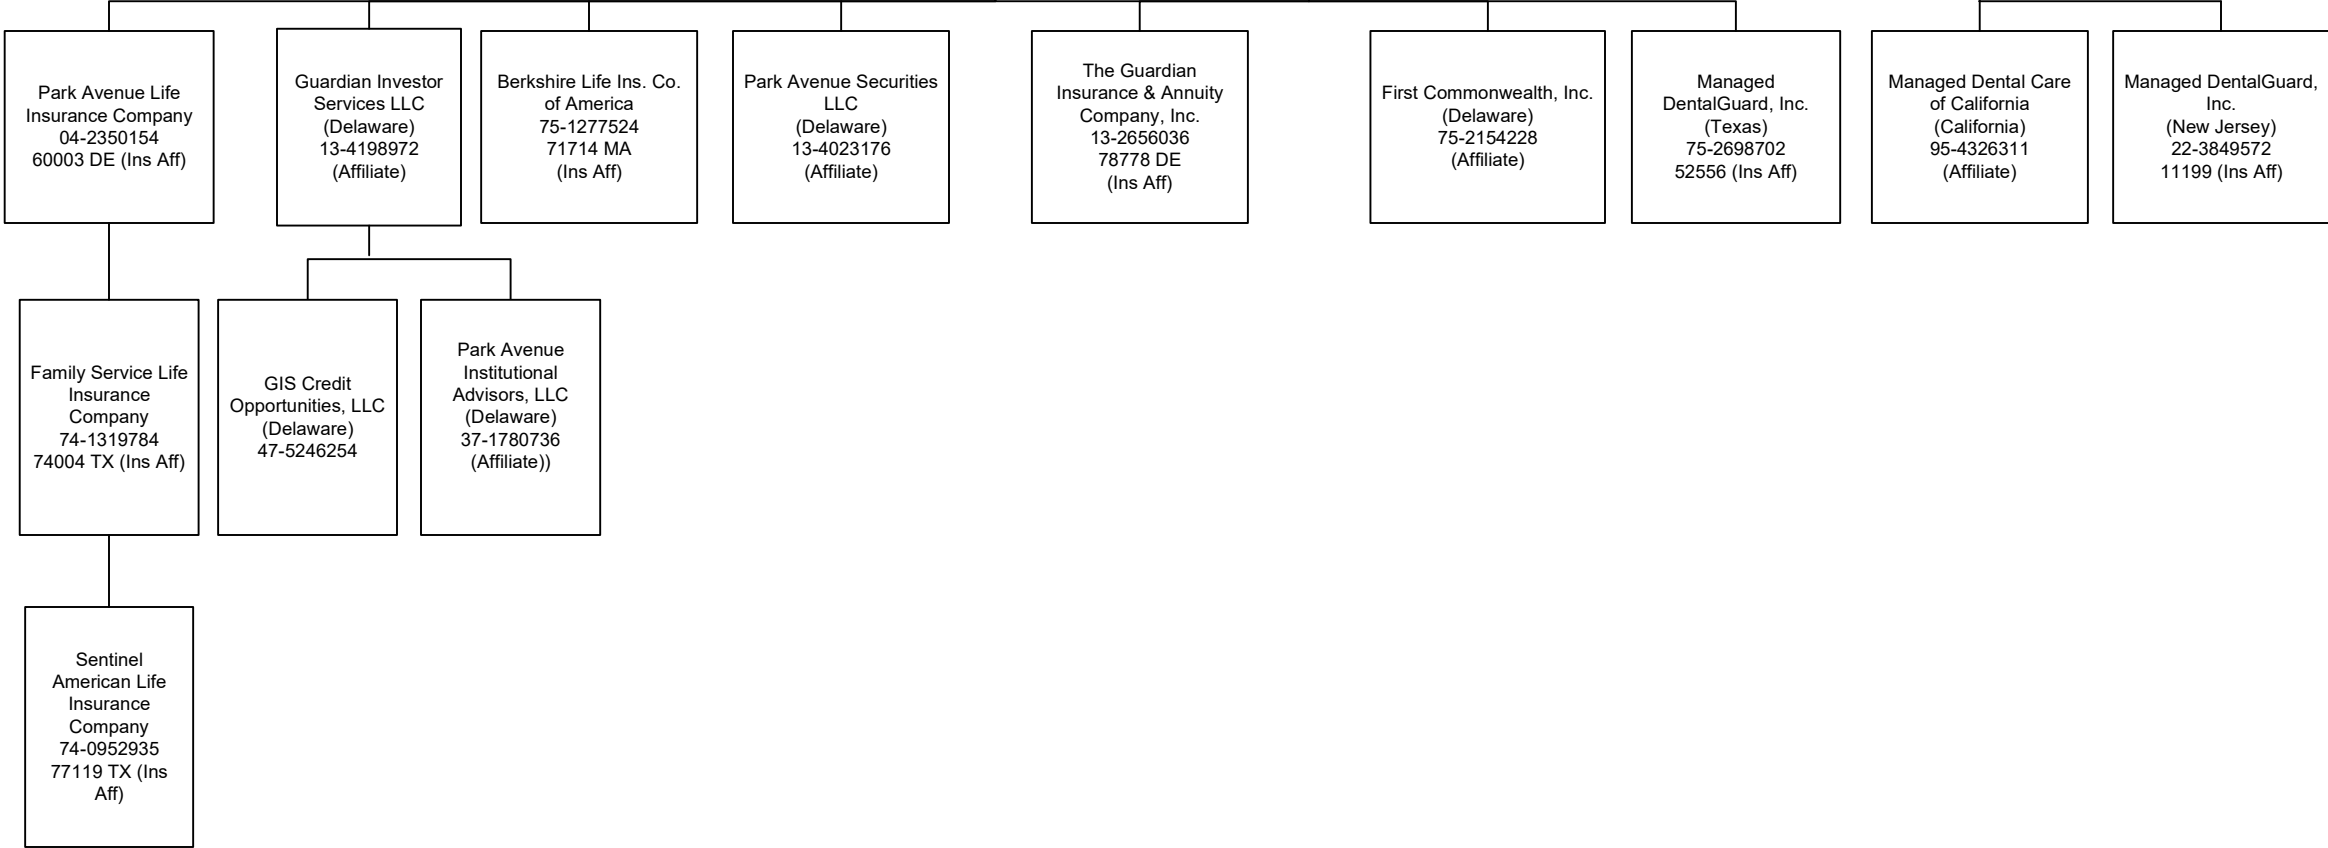 Park Avenue Life
Insurance Company
04-2350154
60003 DE (Ins Aff)
Guardian Investor
Services LLC
(Delaware)
13-4198972
(Affiliate)
Berkshire Life Ins. Co.
of America
75-1277524
71714 MA
(Ins Aff)
Park Avenue Securities
LLC
(Delaware)
13-4023176
(Affiliate)
The Guardian
Insurance & Annuity
Company, Inc.
13-2656036
78778 DE
(Ins Aff)
First Commonwealth, Inc.
(Delaware)
75-2154228
(Affiliate)
Managed
DentalGuard, Inc.
(Texas)
75-2698702
52556 (Ins Aff)
Managed Dental Care
of California
(California)
95-4326311
(Affiliate)
Managed DentalGuard,
Inc.
(New Jersey)
22-3849572
11199 (Ins Aff)
Family Service Life
Insurance
Company
74-1319784
74004 TX (Ins Aff)
GIS Credit
Opportunities, LLC
(Delaware)
47-5246254
Park Avenue
Institutional
Advisors, LLC
(Delaware)
37-1780736
(Affiliate))
Sentinel
American Life
Insurance
Company
74-0952935
77119 TX (Ins
Aff)